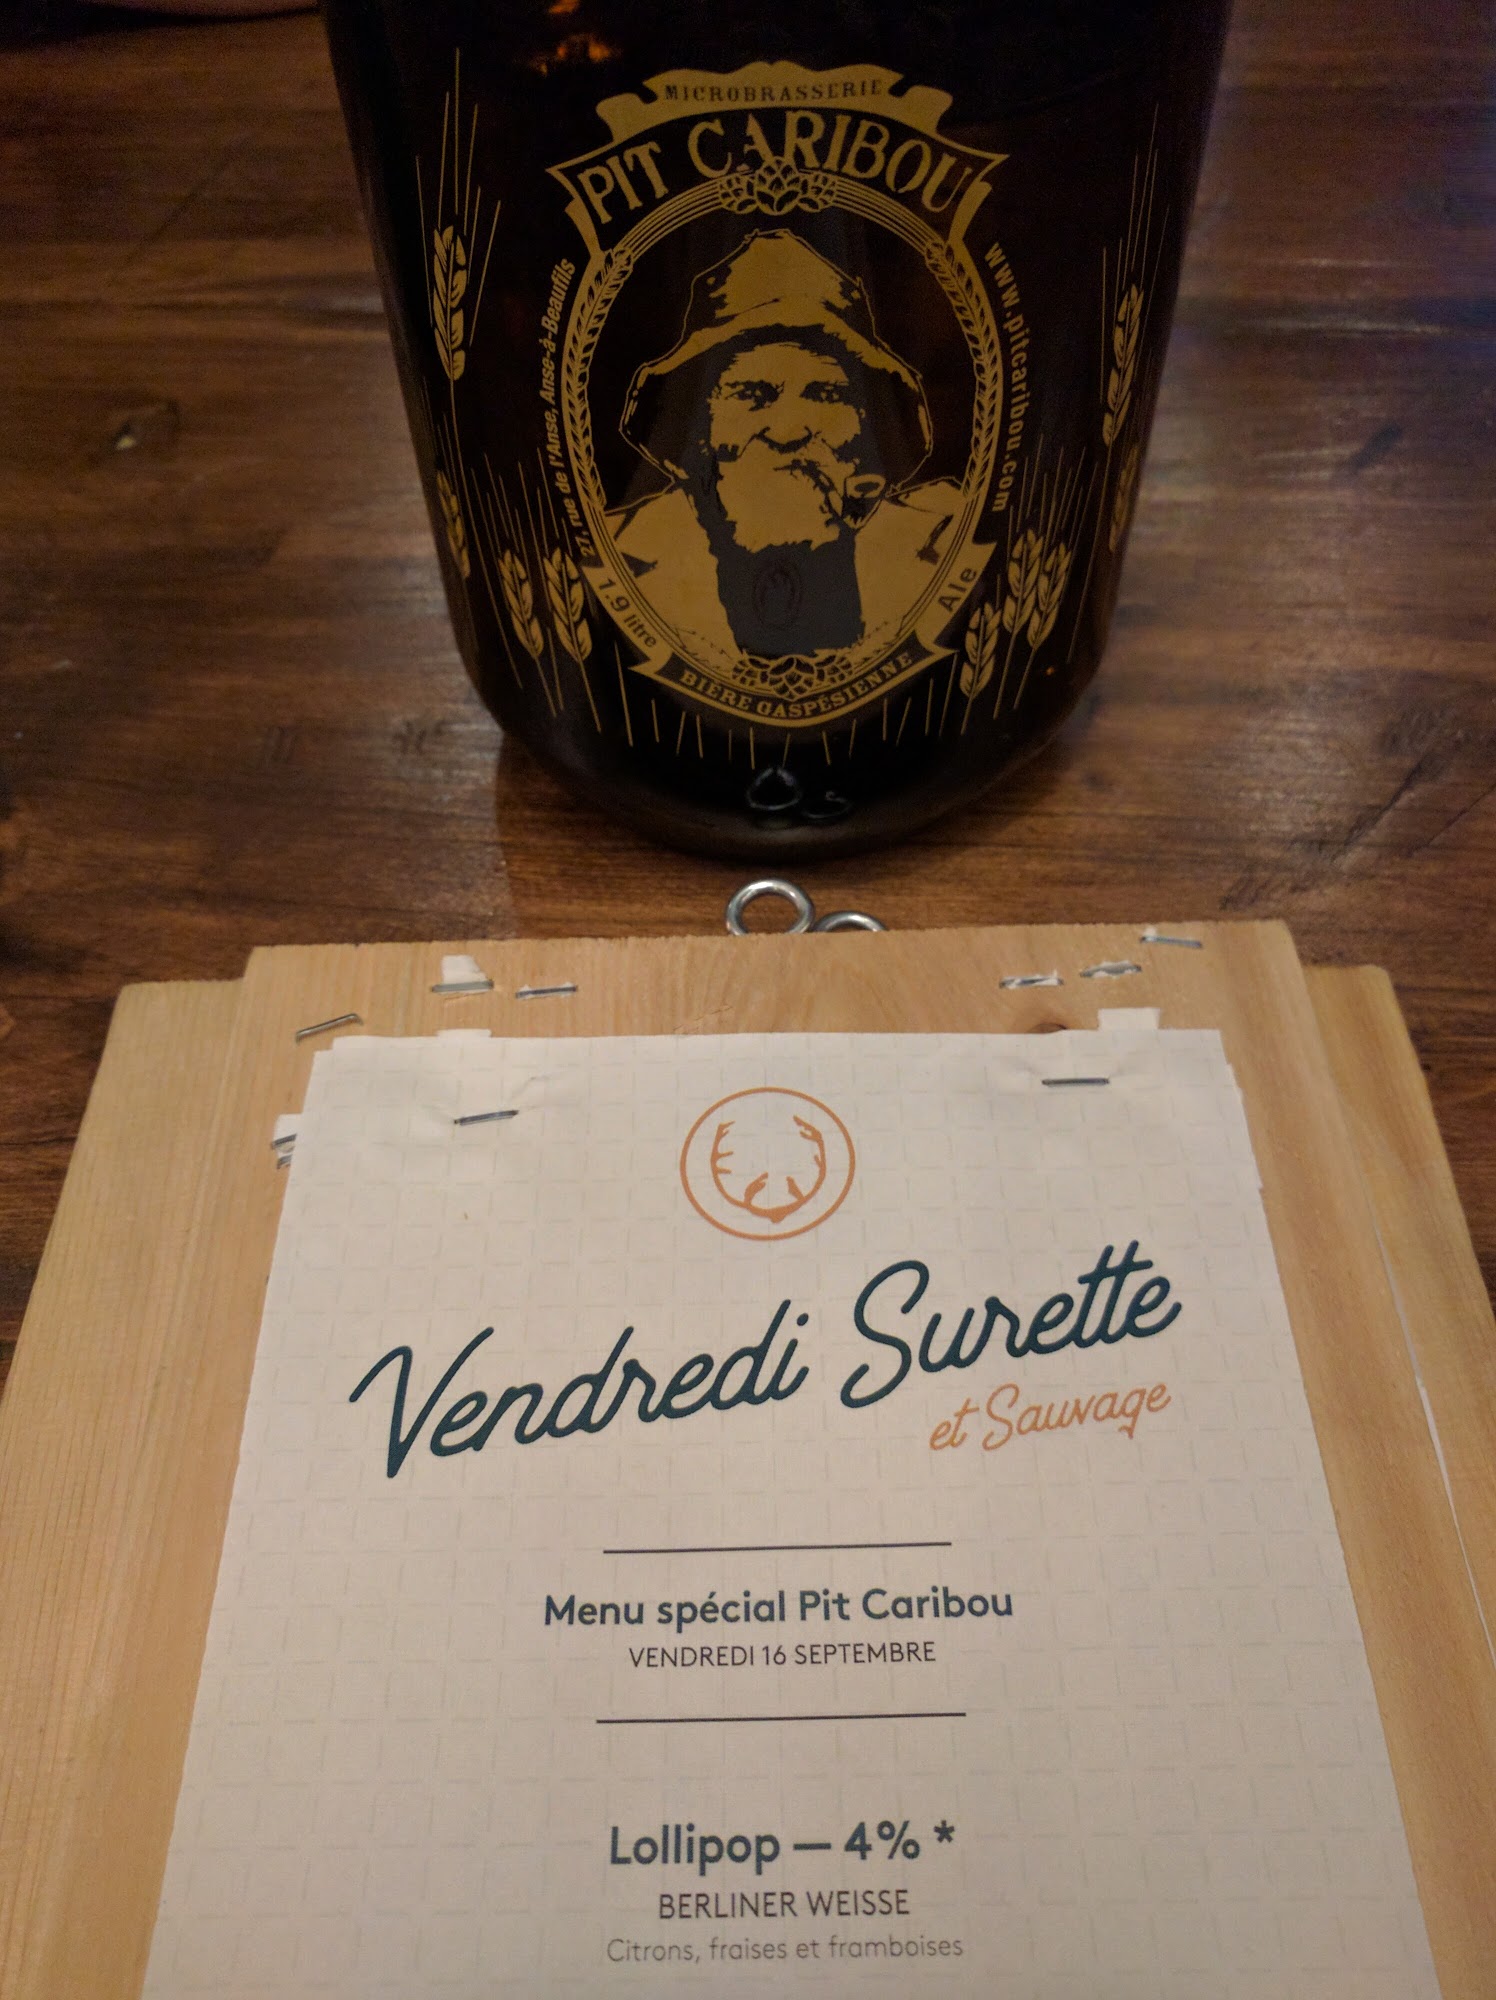 MICROBRASSERIE
PIT CARIBOU
27, rue de l'Anse, Anse-à-Beaufils
www.pitcaribou.com
1.9 litre
Ale
BIÈRE GASPÉSIENNE
Vendredi Surette
et Sauvage
Menu spécial Pit Caribou
VENDREDI 16 SEPTEMBRE
Lollipop — 4% *
BERLINER WEISSE
Citrons, fraises et framboises